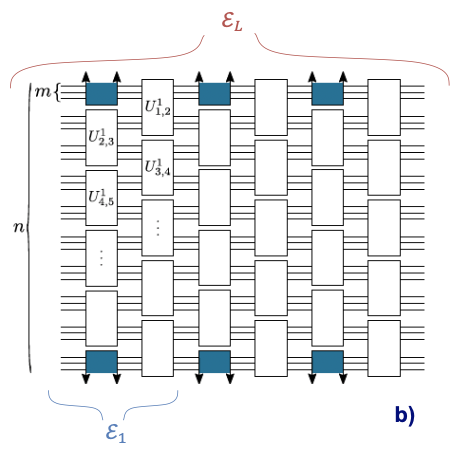 ℰ_L
m{
U^1_{1,2}
U^1_{2,3}
U^1_{3,4}
U^1_{4,5}
n
⋮
⋮
ℰ_1
b)